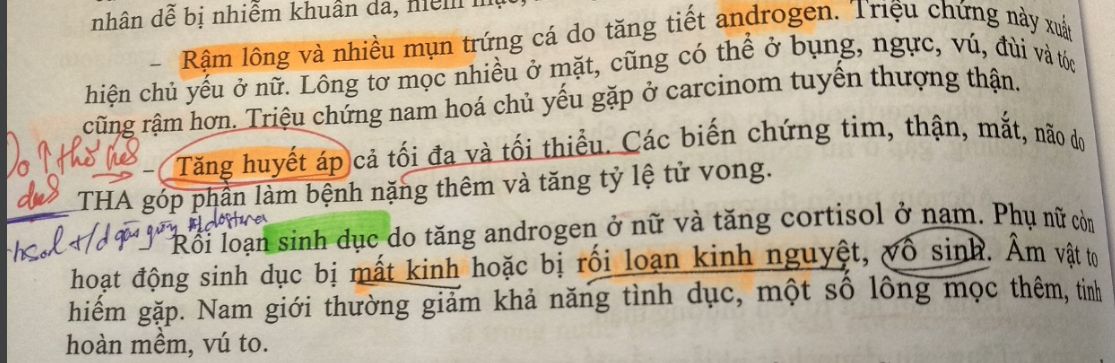 nhân dễ bị nhiễm khuẩn da,
– Rậm lông và nhiều mụn trứng cá do tăng tiết androgen. Triệu chứng này xuất
hiện chủ yếu ở nữ. Lông tơ mọc nhiều ở mặt, cũng có thể ở bụng, ngực, vú, đùi và tóc
cũng rậm hơn. Triệu chứng nam hoá chủ yếu gặp ở carcinom tuyến thượng thận.
– Tăng huyết áp cả tối đa và tối thiểu. Các biến chứng tim, thận, mắt, não do
THA góp phần làm bệnh nặng thêm và tăng tỷ lệ tử vong.
Rối loạn sinh dục do tăng androgen ở nữ và tăng cortisol ở nam. Phụ nữ còn
hoạt động sinh dục bị mất kinh hoặc bị rối loạn kinh nguyệt, vô sinh. Âm vật to
hiếm gặp. Nam giới thường giảm khả năng tình dục, một số lông mọc thêm, tinh
hoàn mềm, vú to.